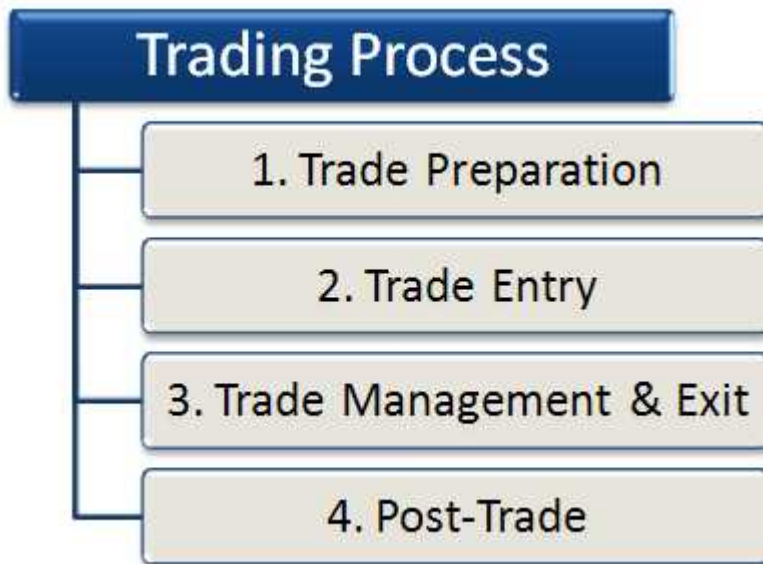 Trading Process
1. Trade Preparation
2. Trade Entry
3. Trade Management & Exit
4. Post-Trade